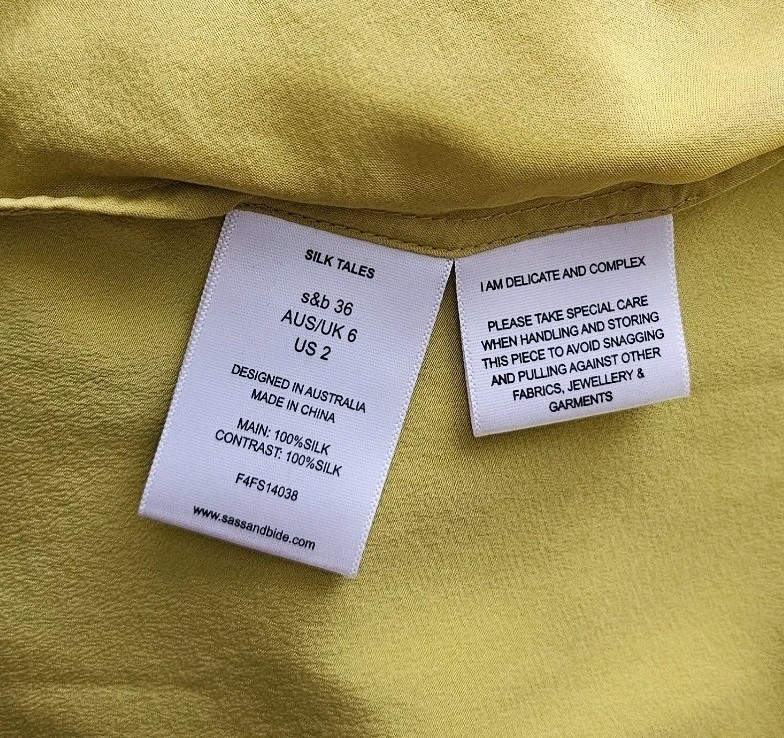 SILK TALES
s&b 36
AUS/UK 6
US 2
DESIGNED IN AUSTRALIA
MADE IN CHINA
MAIN: 100%SILK
CONTRAST: 100%SILK
F4FS14038
www.sassandbide.com
I AM DELICATE AND COMPLEX
PLEASE TAKE SPECIAL CARE
WHEN HANDLING AND STORING
THIS PIECE TO AVOID SNAGGING
AND PULLING AGAINST OTHER
FABRICS, JEWELLERY &
GARMENTS